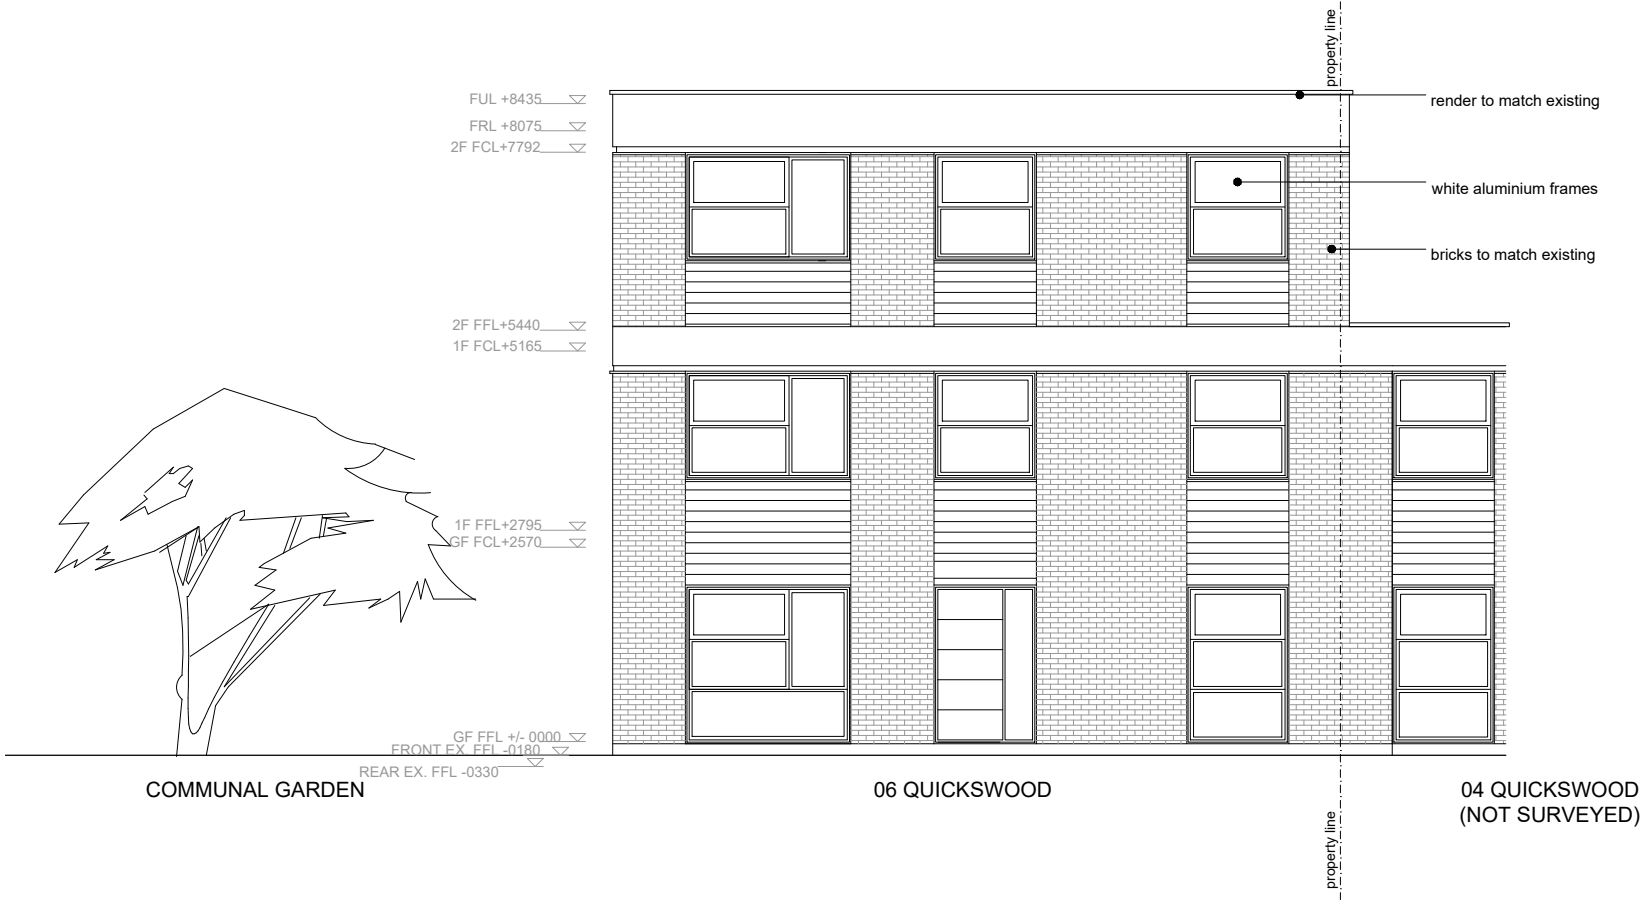 property line
FUL +8435
render to match existing
FRL +8075
2F FCL+7792
white aluminium frames
bricks to match existing
2F FFL+5440
1F FCL+5165
1F FFL+2795
GF FCL+2570
GF FFL +/- 0000
FRONT EX. FFL -0180
REAR EX. FFL -0330
COMMUNAL GARDEN
06 QUICKSWOOD
04 QUICKSWOOD
(NOT SURVEYED)
property line